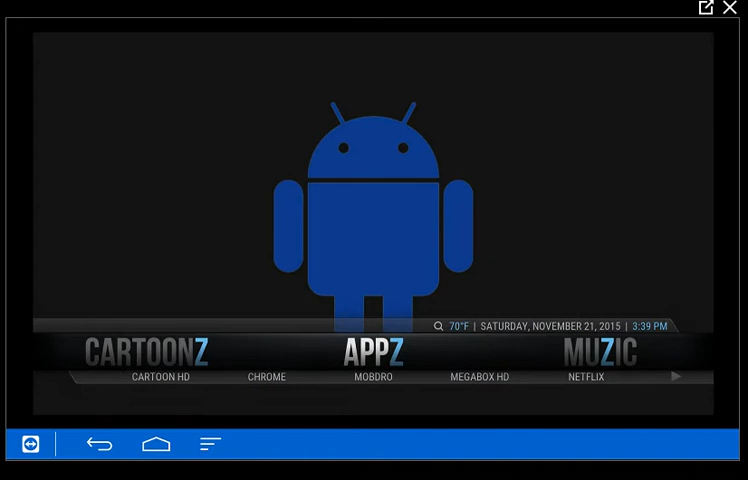 70°F | SATURDAY, NOVEMBER 21, 2015 | 3:39 PM
CARTOONZ APPZ MUZIC
CARTOON HD CHROME MOBDRO MEGABOX HD NETFLIX